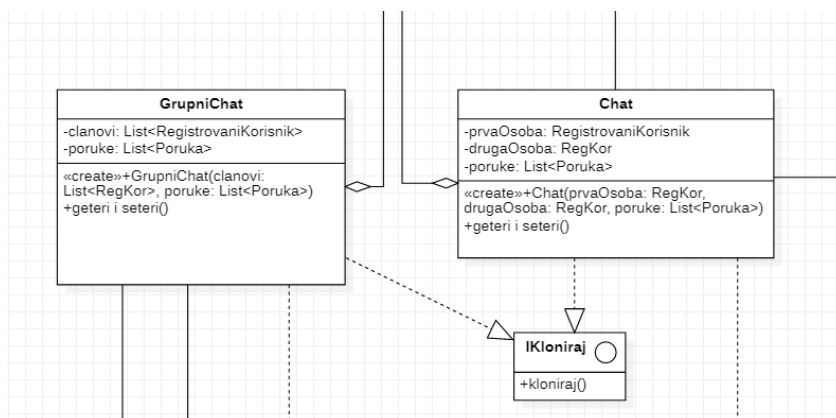 GrupniChat
-clanovi: List<RegistrovaniKorisnik>
-poruke: List<Poruka>
«create»+GrupniChat(clanovi:
List<RegKor>, poruke: List<Poruka>)
+geteri i seteri()
Chat
-prvaOsoba: RegistrovaniKorisnik
-drugaOsoba: RegKor
-poruke: List<Poruka>
«create»+Chat(prvaOsoba: RegKor,
drugaOsoba: RegKor, poruke: List<Poruka>)
+geteri i seteri()
IKloniraj
+kloniraj()